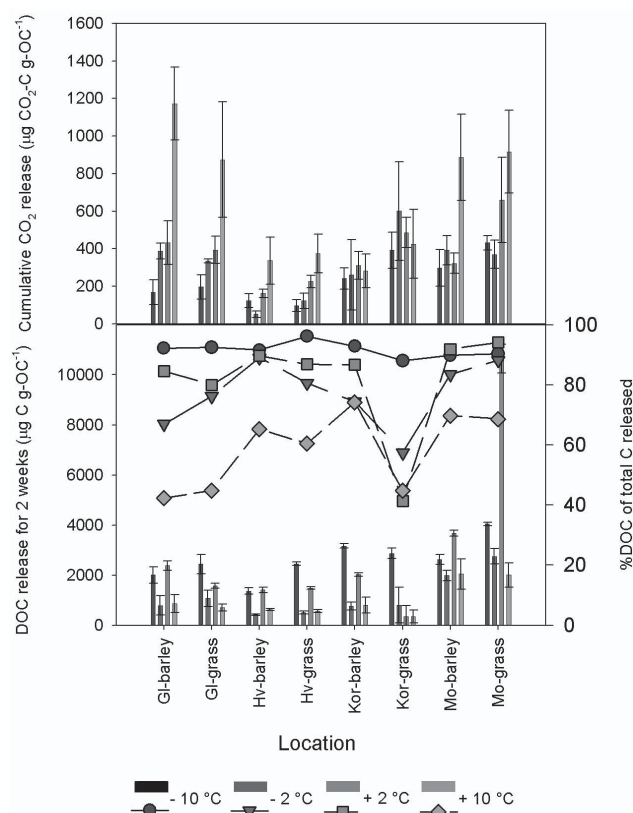 Cumulative CO₂ release (µg CO₂-C g-OC⁻¹)
1600
1400
1200
1000
800
600
400
200
0
DOC release for 2 weeks (µg C g-OC⁻¹)
10000
8000
6000
4000
2000
0
100
80
60
40
20
0
%DOC of total C released
Gl-barley
Gl-grass
Hv-barley
Hv-grass
Kor-barley
Kor-grass
Mo-barley
Mo-grass
Location
- 10 °C - 2 °C + 2 °C + 10 °C